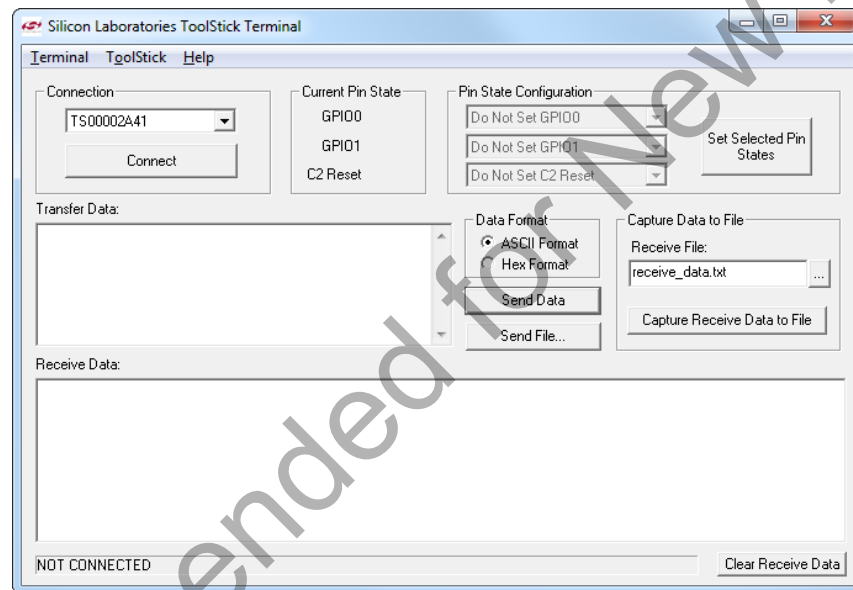 Silicon Laboratories ToolStick Terminal
Terminal ToolStick Help
Connection
TS00002A41
Connect
Current Pin State
GPIO0
GPIO1
C2 Reset
Pin State Configuration
Do Not Set GPIO0
Do Not Set GPIO1
Do Not Set C2 Reset
Set Selected Pin
States
Transfer Data:
Data Format
ASCII Format
Hex Format
Send Data
Send File...
Capture Data to File
Receive File:
receive_data.txt
...
Capture Receive Data to File
Receive Data:
NOT CONNECTED
Clear Receive Data
ended for New